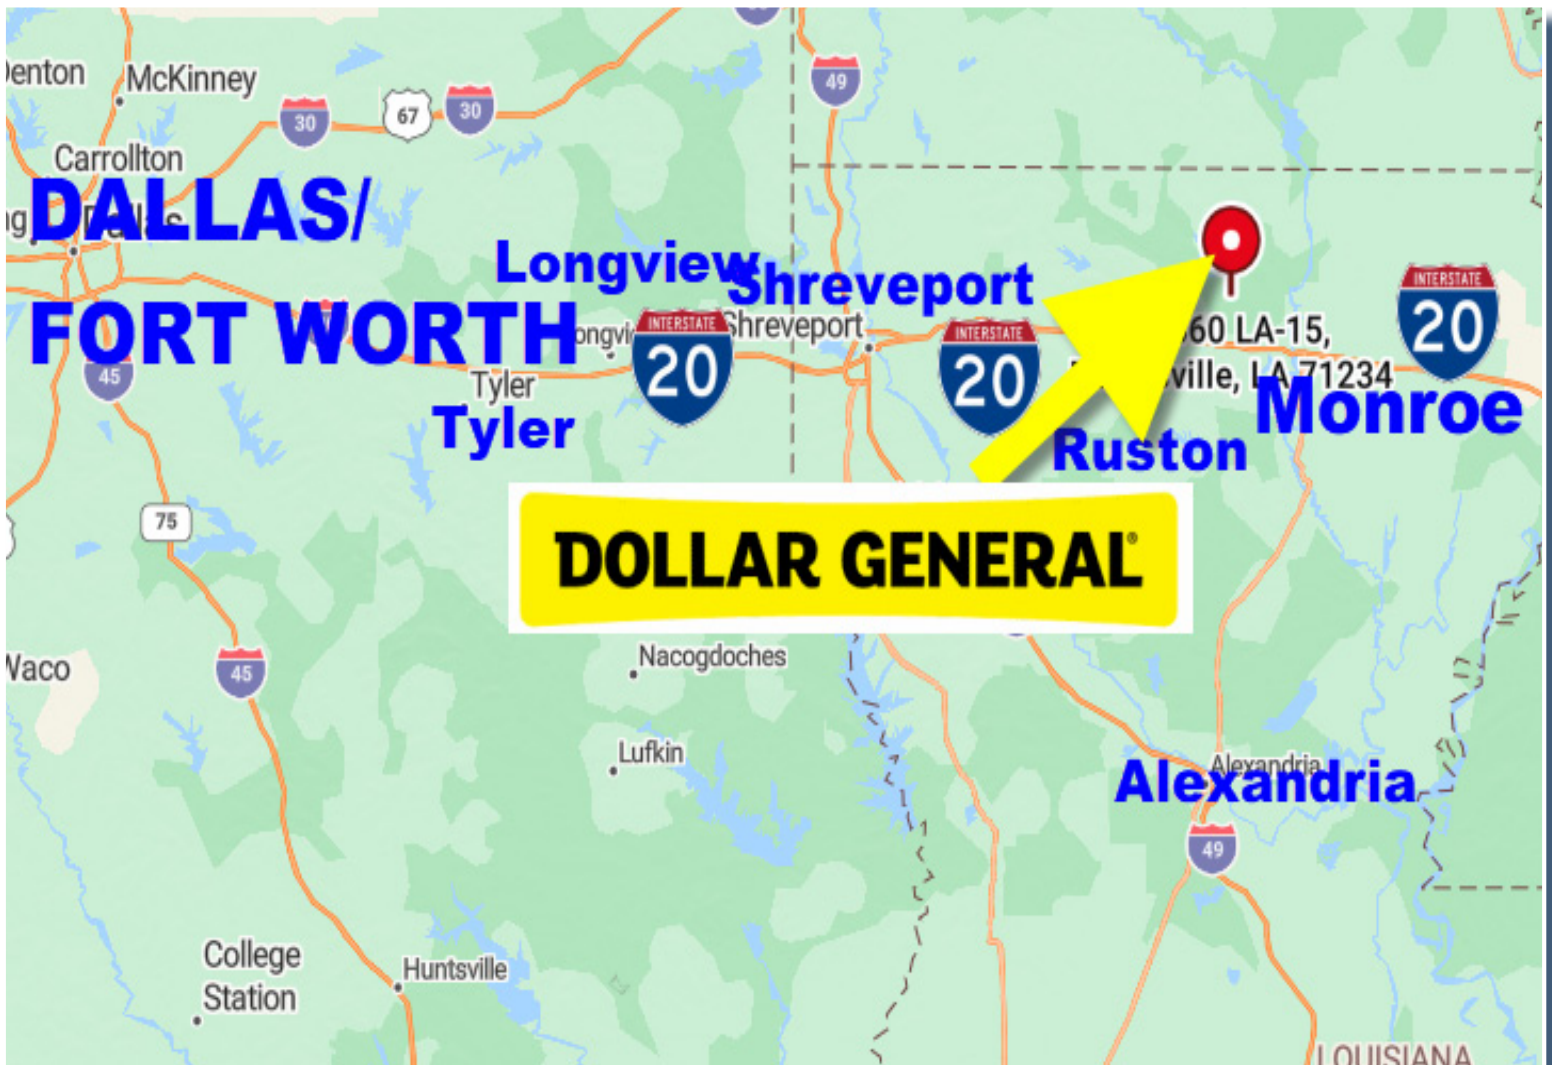 Denton
McKinney
49
30
67
30
Carrollton
DALLAS/
Dallas
Longview
Shreveport
INTERSTATE
20
FORT WORTH
INTERSTATE
20
Shreveport
INTERSTATE
20
60 LA-15,
ville, LA 71234
45
Tyler
Tyler
Monroe
Ruston
75
DOLLAR GENERAL®
Waco
45
Nacogdoches
Lufkin
Alexandria
Alexandria
49
College
Station
Huntsville
LOUISIANA